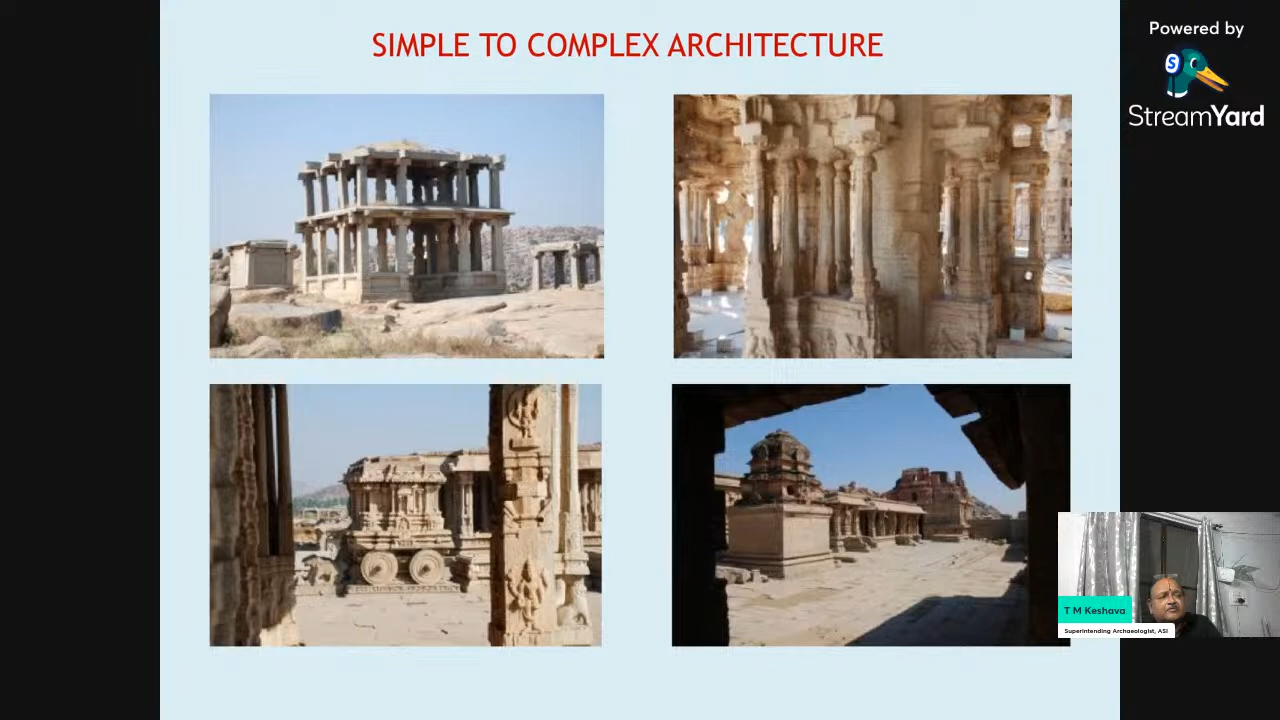 SIMPLE TO COMPLEX ARCHITECTURE
Powered by
S
StreamYard
T M Keshava
Superintending Archaeologist, ASI